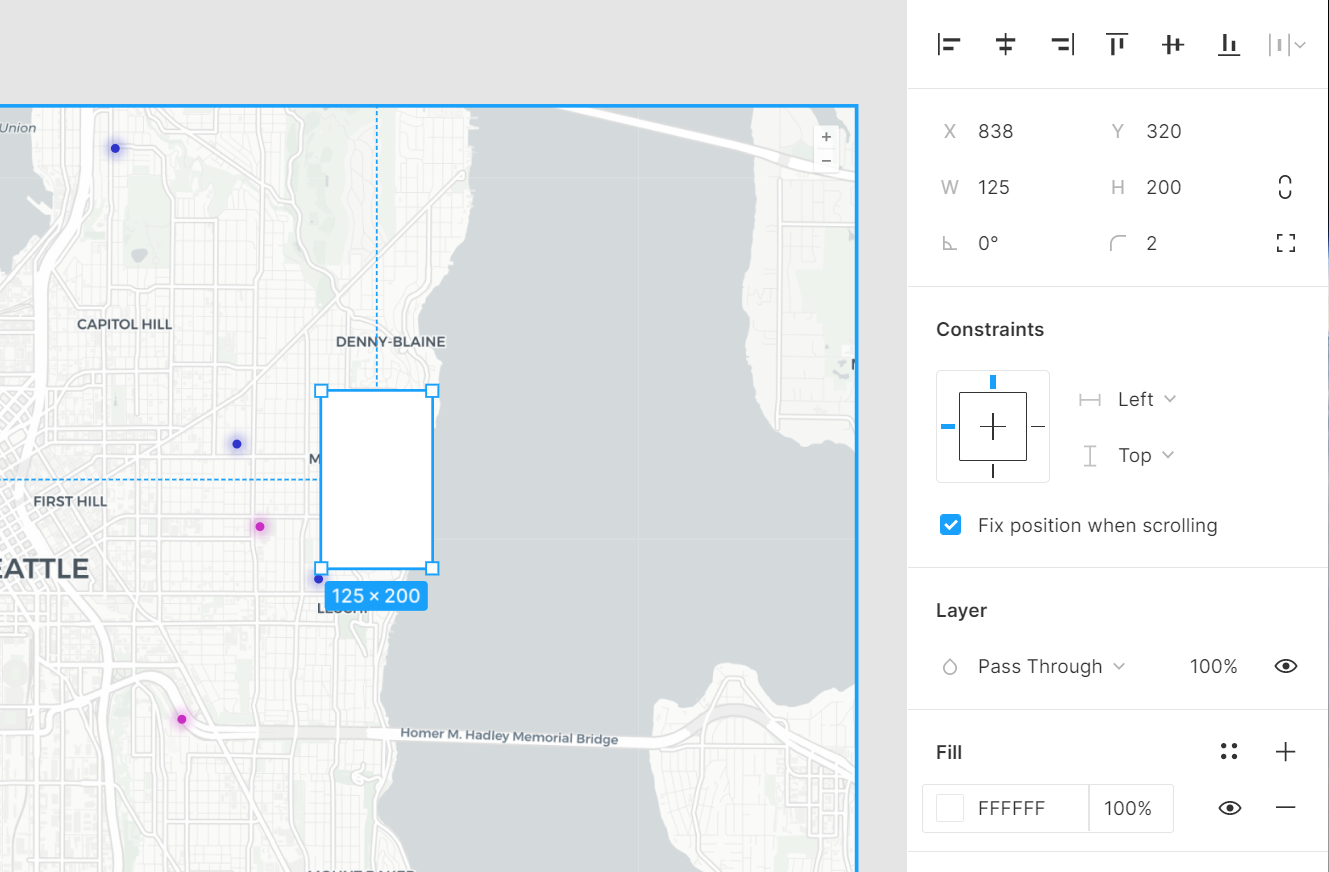 Union
+
−
X 838 Y 320
W 125 H 200
0° 2
CAPITOL HILL
Constraints
DENNY-BLAINE
Left
Top
M
FIRST HILL
Fix position when scrolling
EATTLE
125 × 200
Layer
Pass Through 100%
Homer M. Hadley Memorial Bridge
Fill
FFFFFF 100%